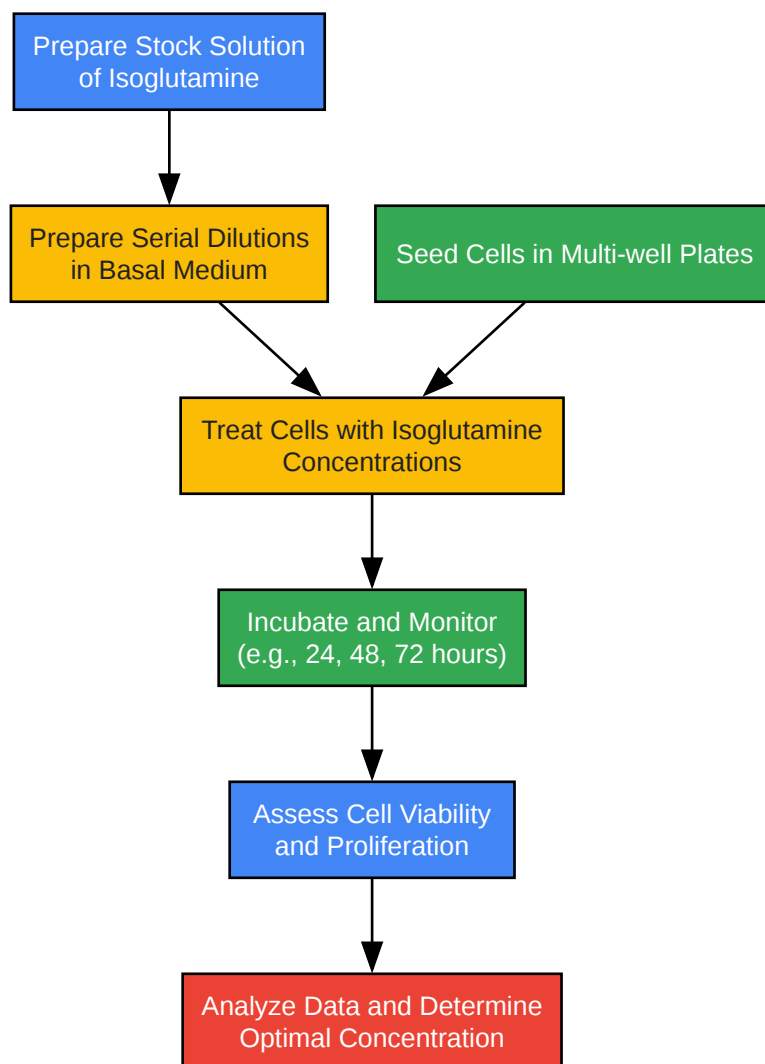 Prepare Stock Solution
of Isoglutamine
Prepare Serial Dilutions
in Basal Medium
Seed Cells in Multi-well Plates
Treat Cells with Isoglutamine
Concentrations
Incubate and Monitor
(e.g., 24, 48, 72 hours)
Assess Cell Viability
and Proliferation
Analyze Data and Determine
Optimal Concentration